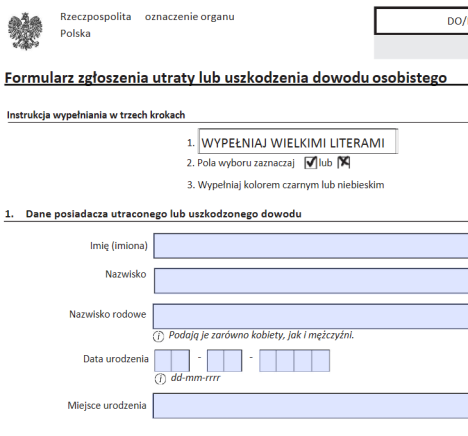 Rzeczpospolita oznaczenie organu
Polska
DO/
Formularz zgłoszenia utraty lub uszkodzenia dowodu osobistego
Instrukcja wypełniania w trzech krokach
1. WYPEŁNIAJ WIELKIMI LITERAMI
2. Pola wyboru zaznaczaj lub
3. Wypełniaj kolorem czarnym lub niebieskim
1. Dane posiadacza utraconego lub uszkodzonego dowodu
Imię (imiona)
Nazwisko
Nazwisko rodowe
Podają je zarówno kobiety, jak i mężczyźni.
Data urodzenia - -
dd-mm-rrrr
Miejsce urodzenia